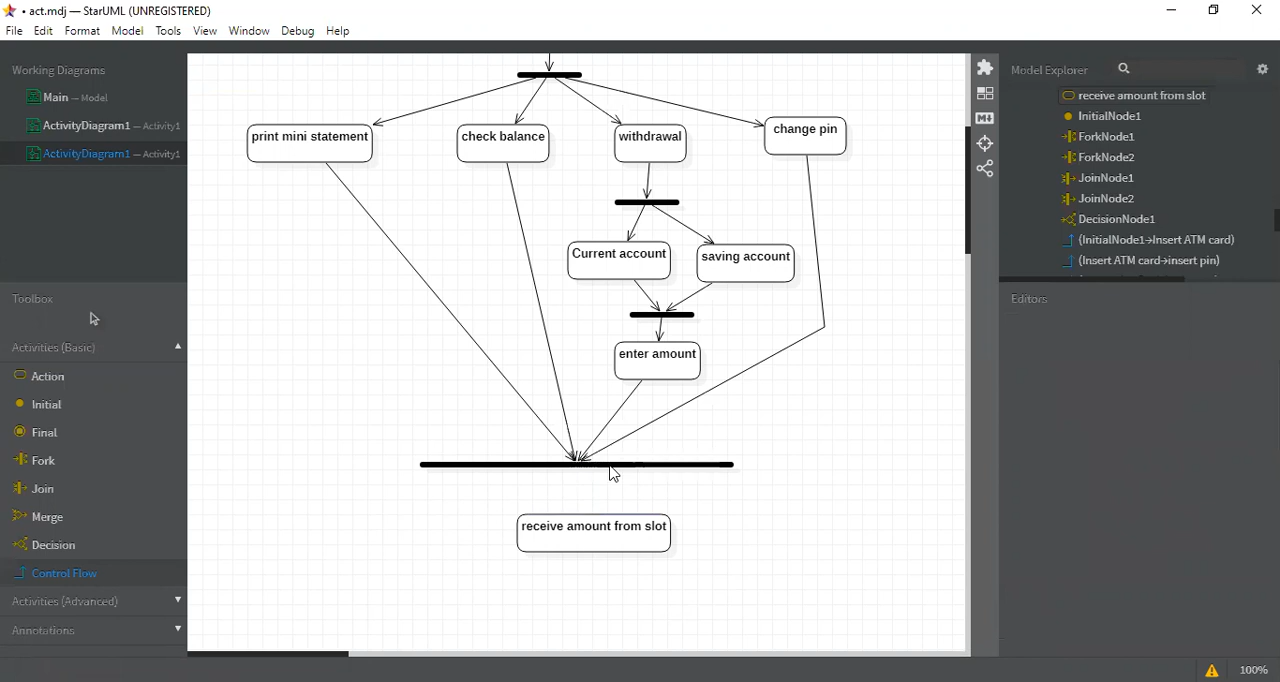 • act.mdj — StarUML (UNREGISTERED)
File Edit Format Model Tools View Window Debug Help
Working Diagrams
Main — Model
ActivityDiagram1 — Activity1
ActivityDiagram1 — Activity1
Toolbox
Activities (Basic)
Action
Initial
Final
Fork
Join
Merge
Decision
Control Flow
Activities (Advanced)
Annotations
print mini statement
check balance
withdrawal
change pin
Current account
saving account
enter amount
receive amount from slot
Model Explorer
receive amount from slot
InitialNode1
ForkNode1
ForkNode2
JoinNode1
JoinNode2
DecisionNode1
(InitialNode1→Insert ATM card)
(Insert ATM card→insert pin)
Editors
100%